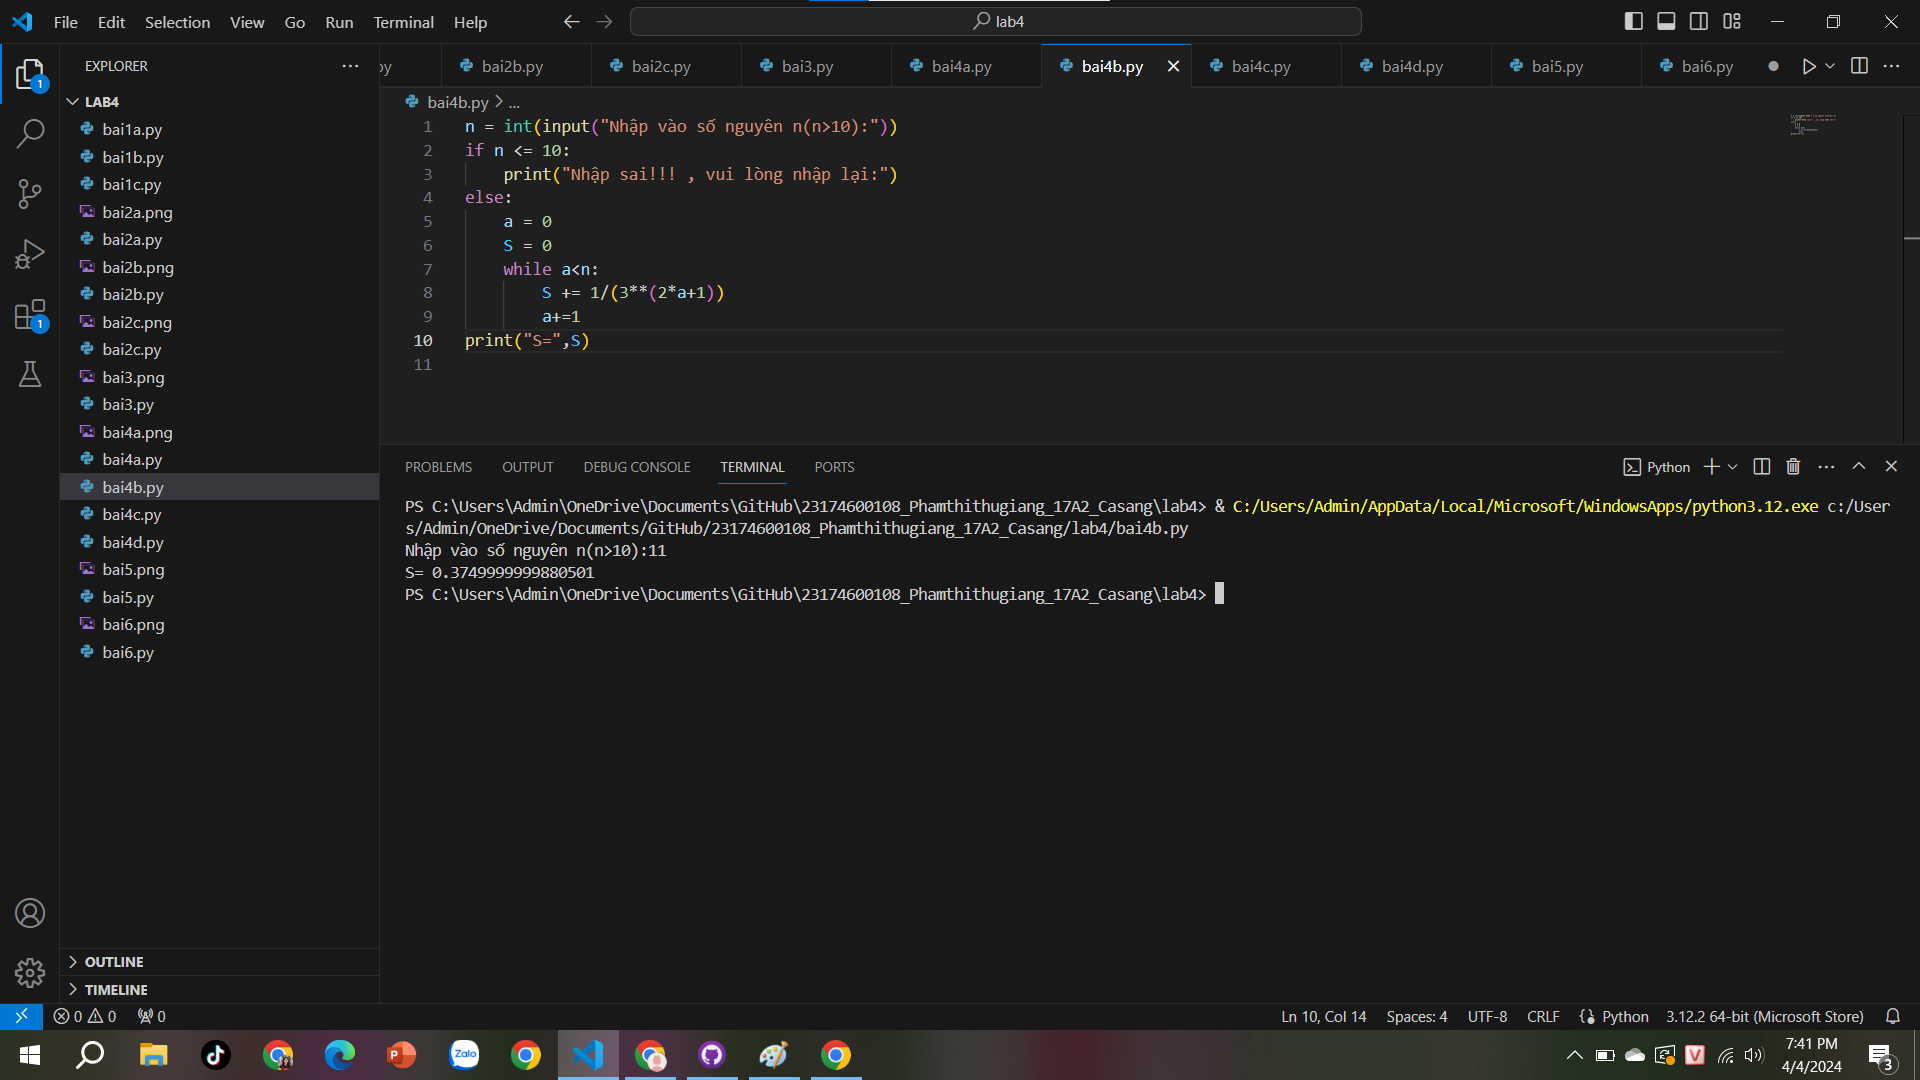 File Edit Selection View Go Run Terminal Help
lab4
EXPLORER
py bai2b.py bai2c.py bai3.py bai4a.py bai4b.py bai4c.py bai4d.py bai5.py bai6.py
LAB4
bai1a.py
bai1b.py
bai1c.py
bai2a.png
bai2a.py
bai2b.png
bai2b.py
bai2c.png
bai2c.py
bai3.png
bai3.py
bai4a.png
bai4a.py
bai4b.py
bai4c.py
bai4d.py
bai5.png
bai5.py
bai6.png
bai6.py
OUTLINE
TIMELINE
bai4b.py > ...
1 n = int(input("Nhập vào số nguyên n(n>10):"))
2 if n <= 10:
3 print("Nhập sai!!! , vui lòng nhập lại:")
4 else:
5 a = 0
6 S = 0
7 while a<n:
8 S += 1/(3**(2*a+1))
9 a+=1
10 print("S=",S)
11
PROBLEMS OUTPUT DEBUG CONSOLE TERMINAL PORTS
Python
PS C:\Users\Admin\OneDrive\Documents\GitHub\23174600108_Phamthithugiang_17A2_Casang\lab4> & C:/Users/Admin/AppData/Local/Microsoft/WindowsApps/python3.12.exe c:/User
s/Admin/OneDrive/Documents/GitHub/23174600108_Phamthithugiang_17A2_Casang/lab4/bai4b.py
Nhập vào số nguyên n(n>10):11
S= 0.3749999999880501
PS C:\Users\Admin\OneDrive\Documents\GitHub\23174600108_Phamthithugiang_17A2_Casang\lab4>
1
1
0 0 0
Ln 10, Col 14 Spaces: 4 UTF-8 CRLF Python 3.12.2 64-bit (Microsoft Store)
Zalo
7:41 PM
4/4/2024
3